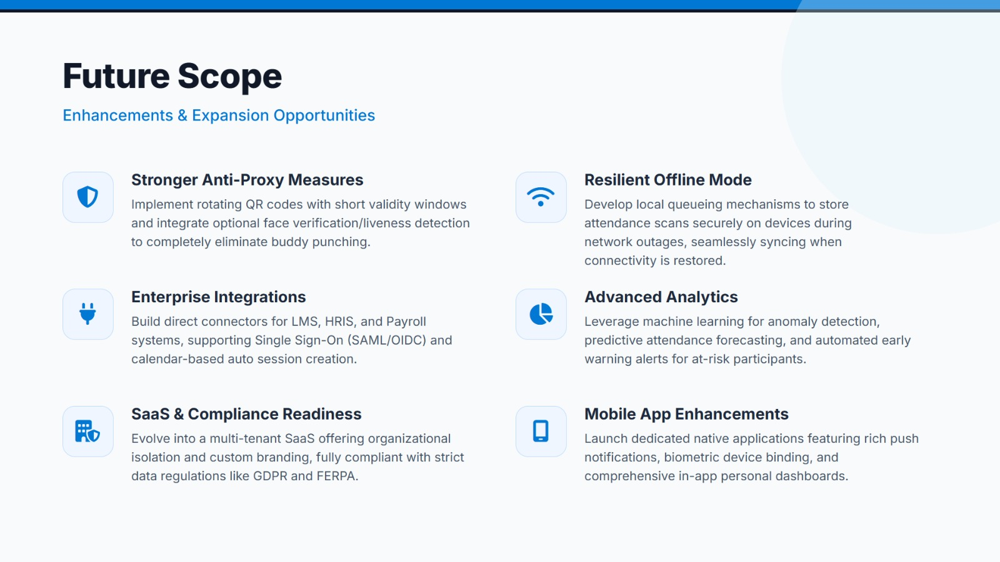 Future Scope
Enhancements & Expansion Opportunities
Stronger Anti-Proxy Measures
Implement rotating QR codes with short validity windows
and integrate optional face verification/liveness detection
to completely eliminate buddy punching.
Resilient Offline Mode
Develop local queueing mechanisms to store
attendance scans securely on devices during
network outages, seamlessly syncing when
connectivity is restored.
Enterprise Integrations
Build direct connectors for LMS, HRIS, and Payroll
systems, supporting Single Sign-On (SAML/OIDC) and
calendar-based auto session creation.
Advanced Analytics
Leverage machine learning for anomaly detection,
predictive attendance forecasting, and automated early
warning alerts for at-risk participants.
SaaS & Compliance Readiness
Evolve into a multi-tenant SaaS offering organizational
isolation and custom branding, fully compliant with strict
data regulations like GDPR and FERPA.
Mobile App Enhancements
Launch dedicated native applications featuring rich push
notifications, biometric device binding, and
comprehensive in-app personal dashboards.